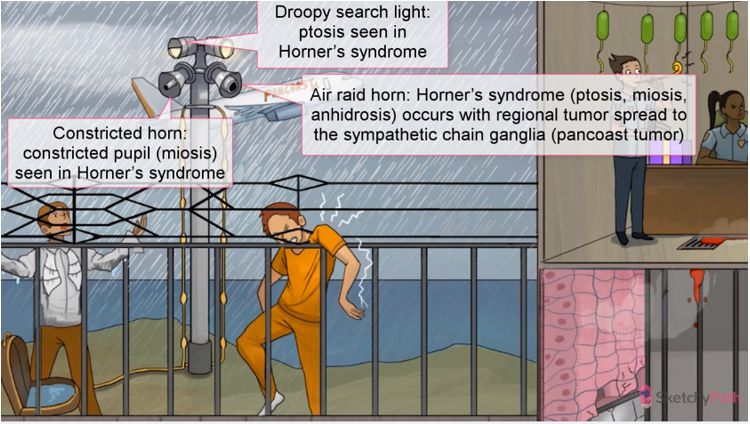 Droopy search light:
ptosis seen in
Horner's syndrome
PANCOAST
Air raid horn: Horner's syndrome (ptosis, miosis,
anhidrosis) occurs with regional tumor spread to
the sympathetic chain ganglia (pancoast tumor)
Constricted horn:
constricted pupil (miosis)
seen in Horner's syndrome
SketchyPath